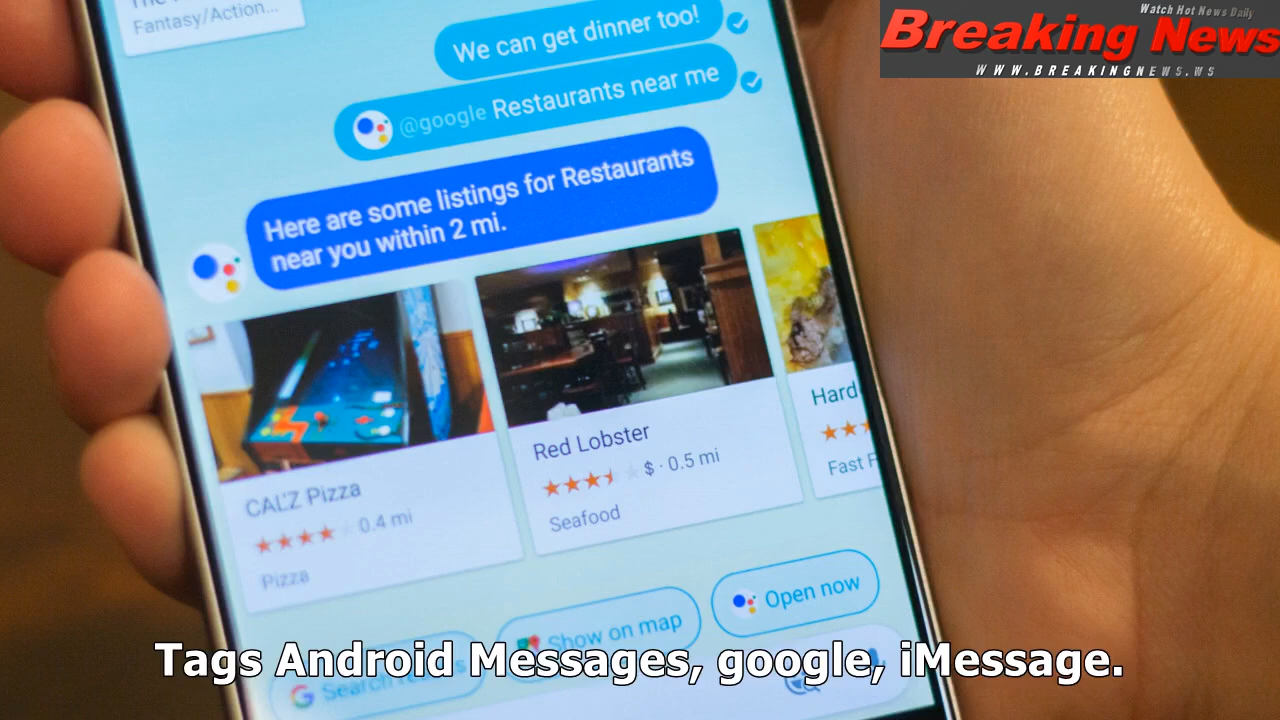 Fantasy/Action...
Watch Hot News Daily
Breaking News
WWW.BREAKINGNEWS.WS
We can get dinner too!
@google Restaurants near me
Here are some listings for Restaurants
near you within 2 mi.
CAL'Z Pizza
0.4 mi
Pizza
Red Lobster
$ · 0.5 mi
Seafood
Hard
Fast F
Open now
Show on map
Search
Tags Android Messages, google, iMessage.